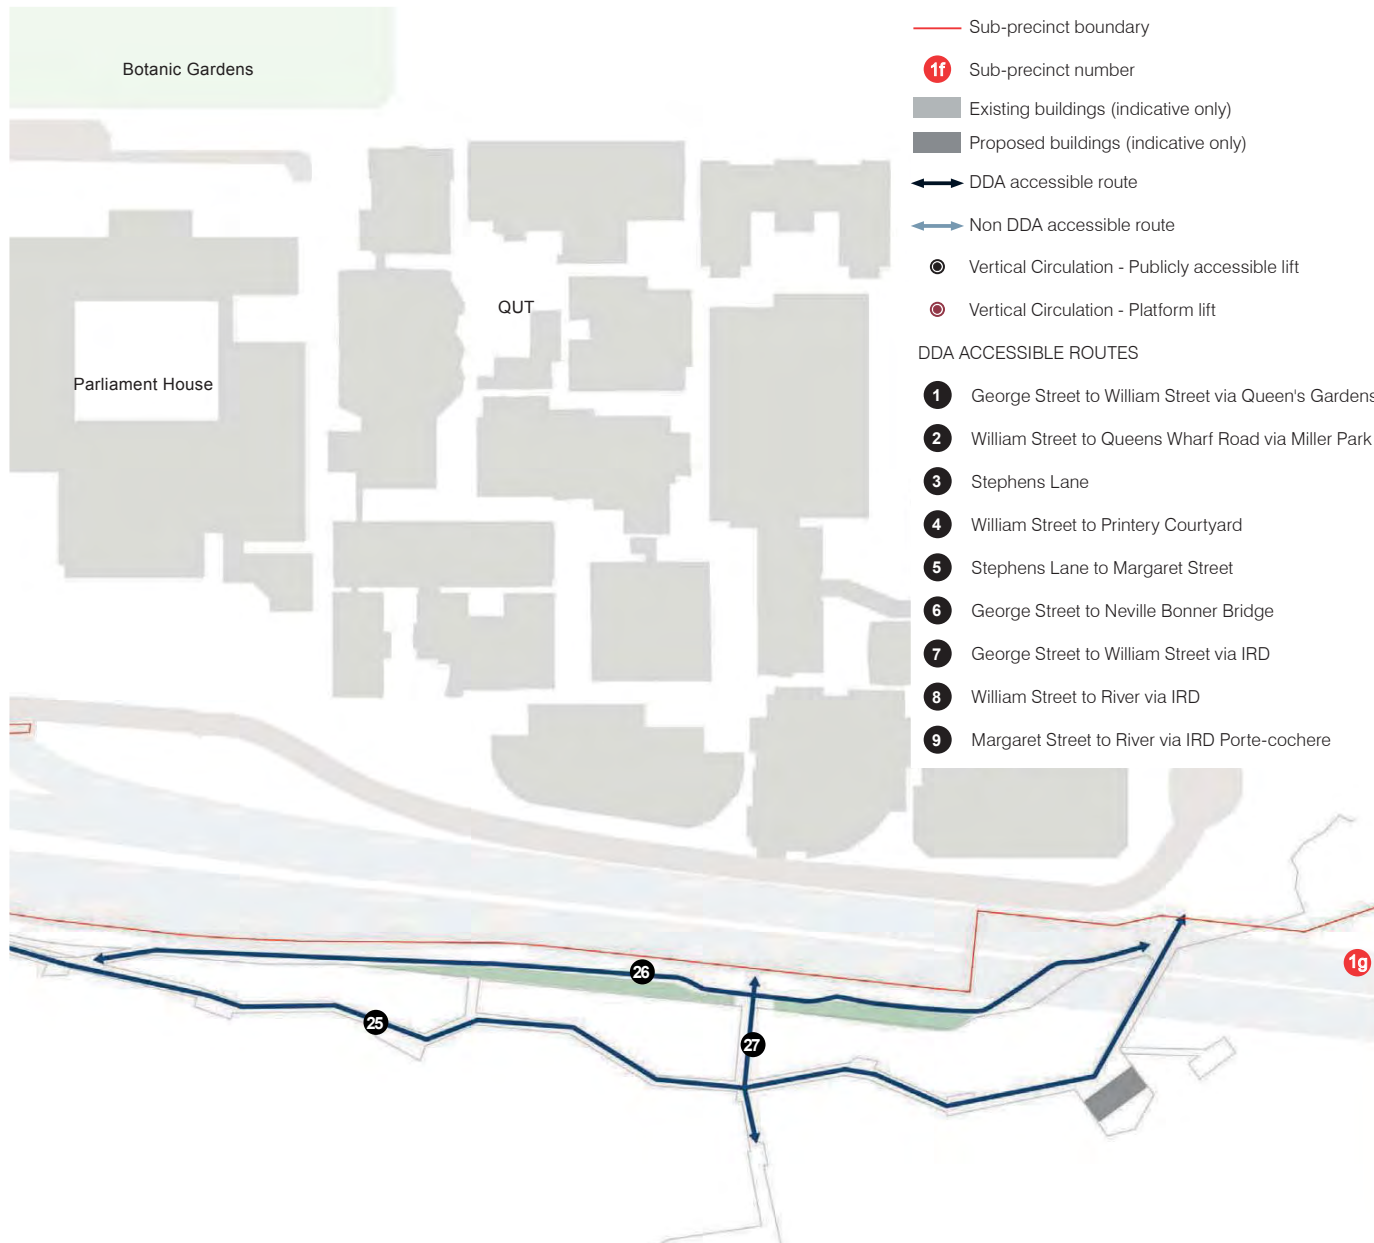 Botanic Gardens
Parliament House
QUT
Sub-precinct boundary
1f Sub-precinct number
Existing buildings (indicative only)
Proposed buildings (indicative only)
DDA accessible route
Non DDA accessible route
Vertical Circulation - Publicly accessible lift
Vertical Circulation - Platform lift
DDA ACCESSIBLE ROUTES
1 George Street to William Street via Queen's Gardens
2 William Street to Queens Wharf Road via Miller Park
3 Stephens Lane
4 William Street to Printery Courtyard
5 Stephens Lane to Margaret Street
6 George Street to Neville Bonner Bridge
7 George Street to William Street via IRD
8 William Street to River via IRD
9 Margaret Street to River via IRD Porte-cochere
1g
26
25
27